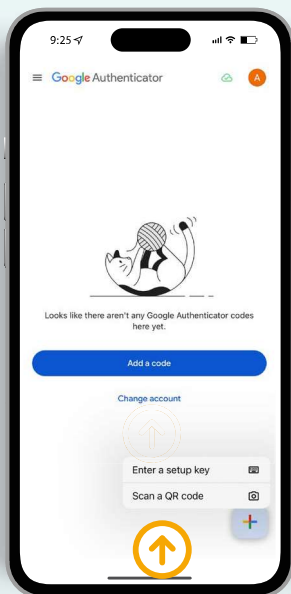 9:25
Google Authenticator
A
Looks like there aren't any Google Authenticator codes
here yet.
Add a code
Change account
Enter a setup key
Scan a QR code